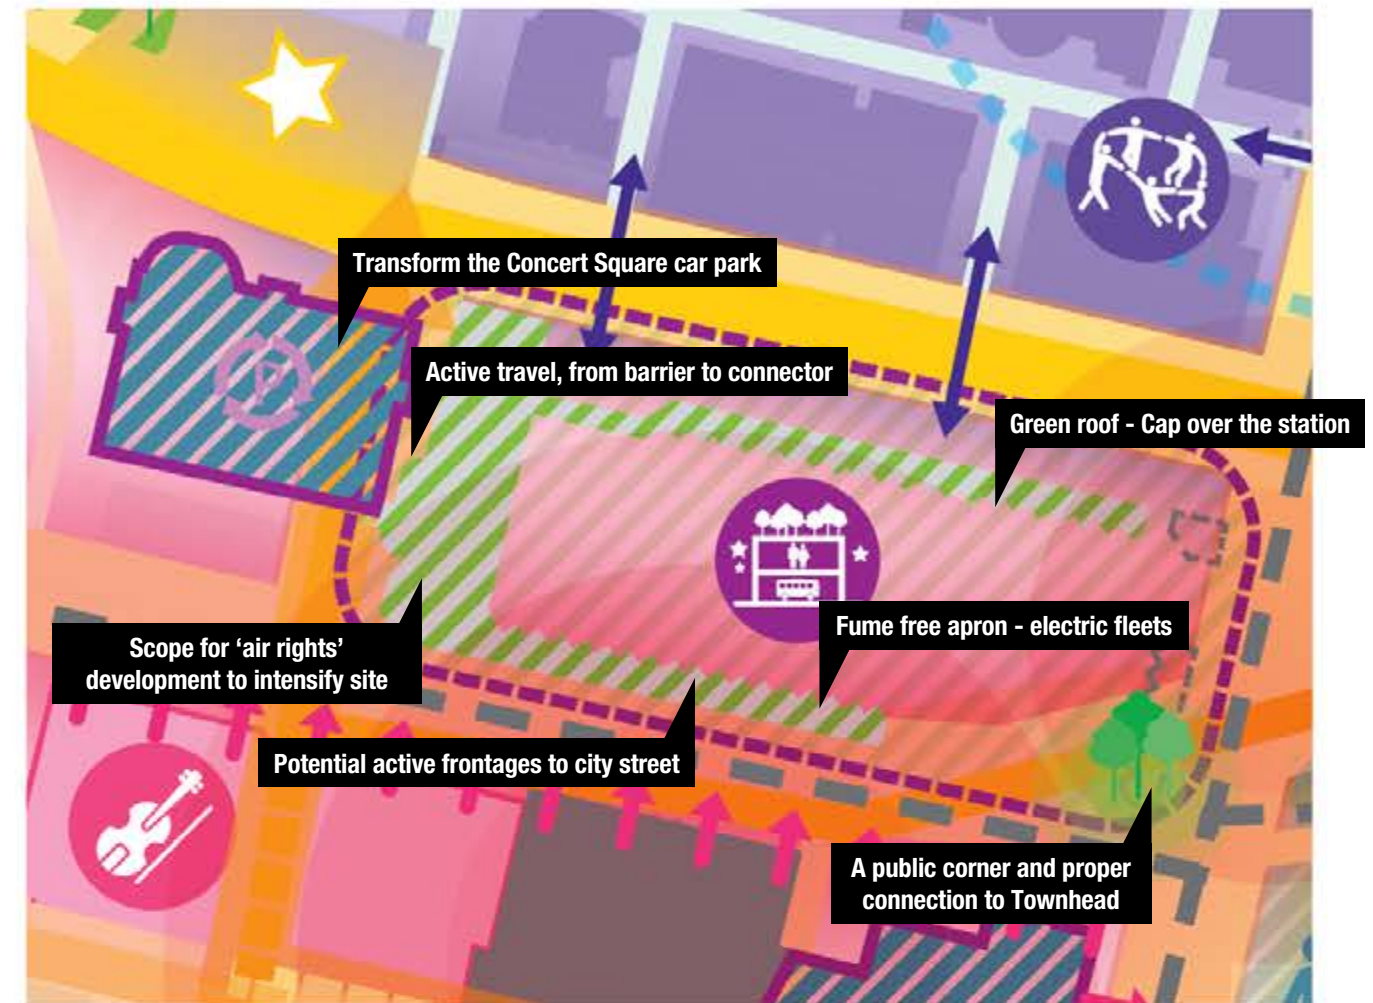 Transform the Concert Square car park
Active travel, from barrier to connector
Green roof - Cap over the station
Fume free apron - electric fleets
Scope for ‘air rights’
development to intensify site
Potential active frontages to city street
A public corner and proper
connection to Townhead
P